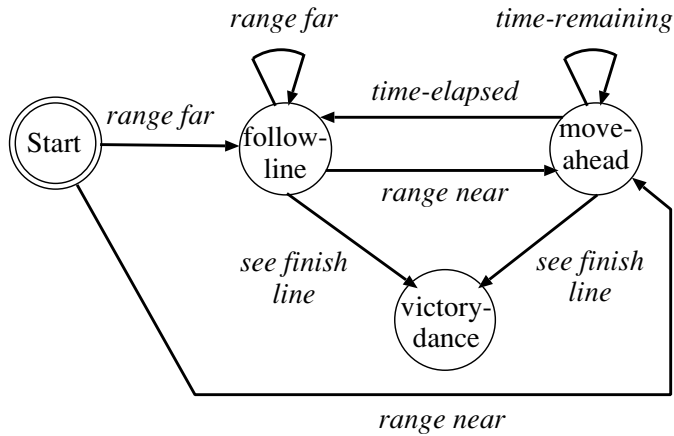 range far
time-remaining
range far
time-elapsed
Start
follow-
line
move-
ahead
range near
see finish
line
see finish
line
victory-
dance
range near